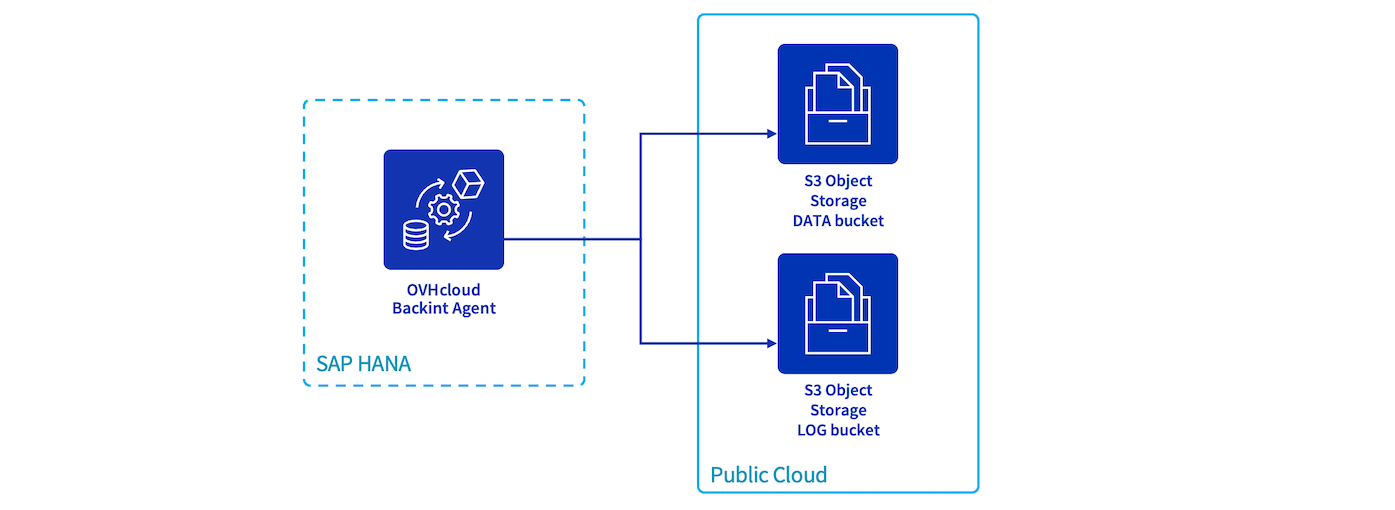 OVHcloud
Backint Agent
SAP HANA
S3 Object
Storage
DATA bucket
S3 Object
Storage
LOG bucket
Public Cloud